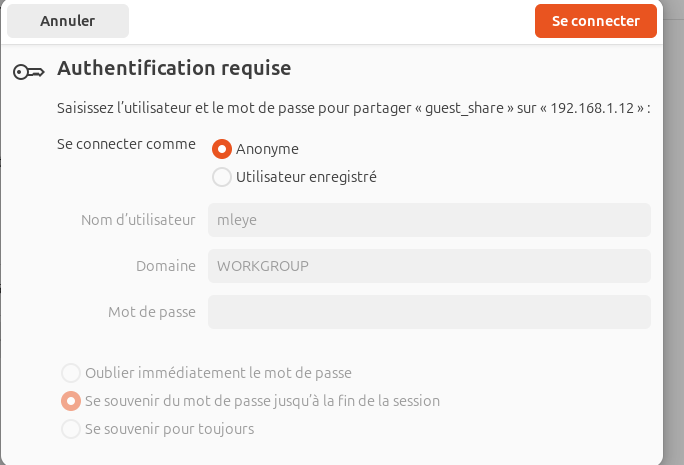 Annuler
Se connecter
Authentification requise
Saisissez l’utilisateur et le mot de passe pour partager « guest_share » sur « 192.168.1.12 » :
Se connecter comme
Anonyme
Utilisateur enregistré
Nom d’utilisateur mleye
Domaine WORKGROUP
Mot de passe
Oublier immédiatement le mot de passe
Se souvenir du mot de passe jusqu’à la fin de la session
Se souvenir pour toujours